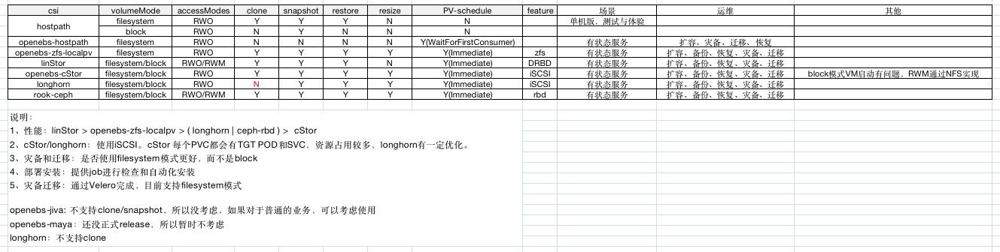 csi volumeMode accessModes clone snapshot restore resize PV-schedule feature 场景 运维 其他
hostpath filesystem RWO Y Y Y N N 单机版，测试与体验
block RWO N N N N N
openebs-hostpath filesystem RWO N N N N Y(WaitForFirstConsumer) 有状态服务 扩容、灾备、迁移、恢复
openebs-zfs-localpv filesystem RWO Y Y Y Y Y(Immediate) zfs 有状态服务 扩容、备份、恢复、灾备、迁移
linStor filesystem/block RWO/RWM Y Y Y N Y(Immediate) DRBD 有状态服务 扩容、备份、恢复、灾备、迁移
openebs-cStor filesystem/block RWO Y Y Y Y Y(Immediate) iSCSI 有状态服务 扩容、备份、恢复、灾备、迁移 block模式VM启动有问题，RWM通过NFS实现
longhorn filesystem/block RWO N Y Y Y Y(Immediate) iSCSI 有状态服务 扩容、备份、恢复、灾备、迁移
rook-ceph filesystem/block RWO/RWM Y Y Y Y Y(Immediate) rbd 有状态服务 扩容、备份、恢复、灾备、迁移
说明：
1、性能：linStor > openebs-zfs-localpv > ( longhorn | ceph-rbd ) > cStor
2、cStor/longhorn：使用iSCSI。cStor 每个PVC都会有TGT POD和SVC，资源占用较多，longhorn有一定优化。
3、灾备和迁移：是否使用filesystem模式更好，而不是block
4、部署安装：提供job进行检查和自动化安装
5、灾备迁移：通过Velero完成，目前支持filesystem模式
openebs-jiva: 不支持clone/snapshot，所以没考虑，如果对于普通的业务，可以考虑使用
openebs-maya：还没正式release，所以暂时不考虑
longhorn：不支持clone